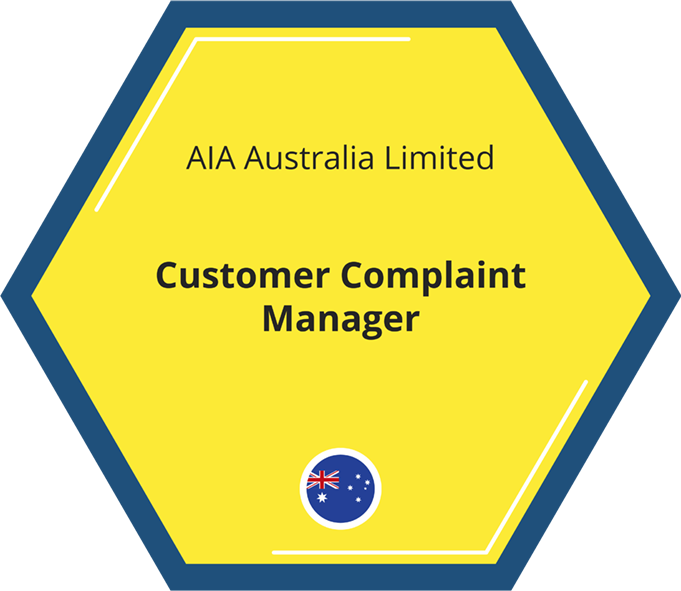 AIA Australia Limited
Customer Complaint
Manager